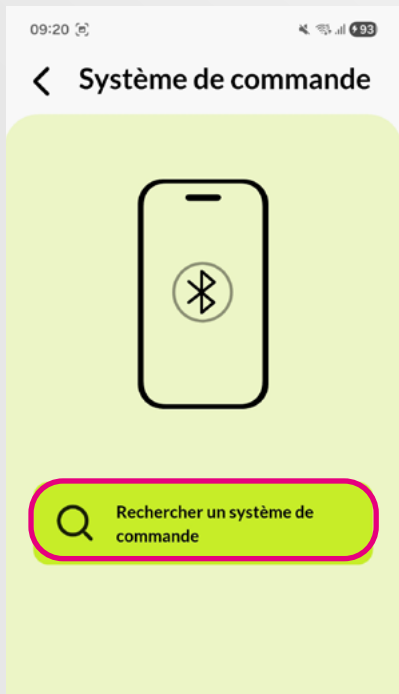 09:20
93
Système de commande
Rechercher un système de
commande